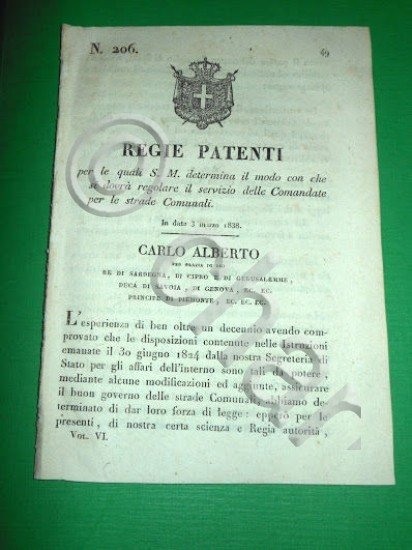 N. 206. 49
REGIE PATENTI
per le quali S. M. determina il modo con che
si dovrà regolare il servizio delle Comandate
per le strade Comunali.
In data 3 marzo 1838.
CARLO ALBERTO
PER GRAZIA DI DIO
RE DI SARDEGNA, DI CIPRO E DI GERUSALEMME,
DUCA DI SAVOIA, DI GENOVA, EC. EC.
PRINCIPE DI PIEMONTE, EC. EC. EC.
L'esperienza di ben oltre un decennio avendo com-
provato che le disposizioni contenute nelle Istruzioni
emanate il 30 giugno 1824 dalla nostra Segreteria di
Stato per gli affari dell'interno sono tali da potere,
mediante alcune modificazioni ed aggiunte, assicurare
il buon governo delle strade Comunali, abbiamo de-
terminato di dar loro forza di legge: epperò per le
presenti, di nostra certa scienza e Regia autorità,
VOL. VI.